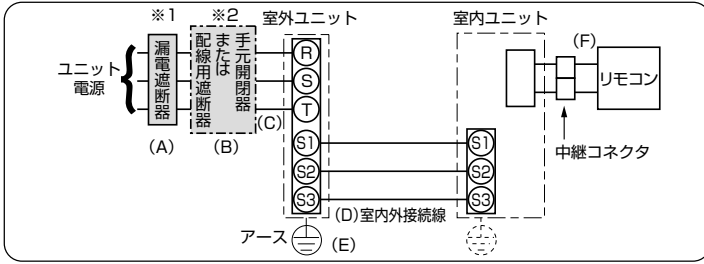 ※1
※2
室外ユニット
室内ユニット
ユニット
電源
漏電遮断器
手元開閉器
または
配線用遮断器
R
S
T
S1
S2
S3
S1
S2
S3
(A)
(B)
(C)
(D)室内外接続線
アース
(E)
(F)
リモコン
中継コネクタ